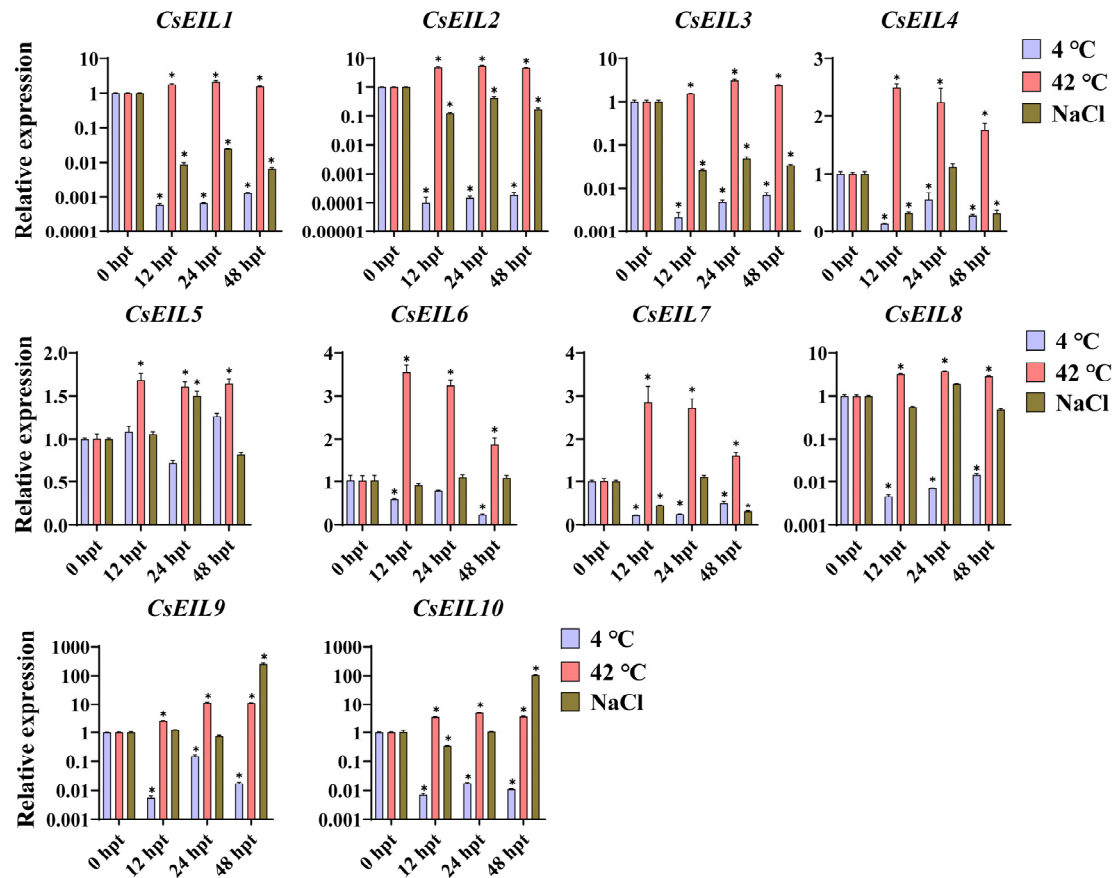 CsEIL1 CsEIL2 CsEIL3 CsEIL4
Relative expression
10
1
0.1
0.01
0.001
0.0001
0.00001
0 hpt 12 hpt 24 hpt 48 hpt
10
1
0.1
0.01
0.001
0.0001
0.00001
0.000001
0 hpt 12 hpt 24 hpt 48 hpt
10
1
0.1
0.01
0.001
0 hpt 12 hpt 24 hpt 48 hpt
3
2
1
0
0 hpt 12 hpt 24 hpt 48 hpt
4 °C
42 °C
NaCl
CsEIL5 CsEIL6 CsEIL7 CsEIL8
Relative expression
2.0
1.5
1.0
0.5
0.0
0 hpt 12 hpt 24 hpt 48 hpt
4
3
2
1
0
0 hpt 12 hpt 24 hpt 48 hpt
4
3
2
1
0
0 hpt 12 hpt 24 hpt 48 hpt
10
1
0.1
0.01
0.001
0 hpt 12 hpt 24 hpt 48 hpt
4 °C
42 °C
NaCl
CsEIL9 CsEIL10
Relative expression
1000
100
10
1
0.1
0.01
0.001
0 hpt 12 hpt 24 hpt 48 hpt
1000
100
10
1
0.1
0.01
0.001
0 hpt 12 hpt 24 hpt 48 hpt
4 °C
42 °C
NaCl